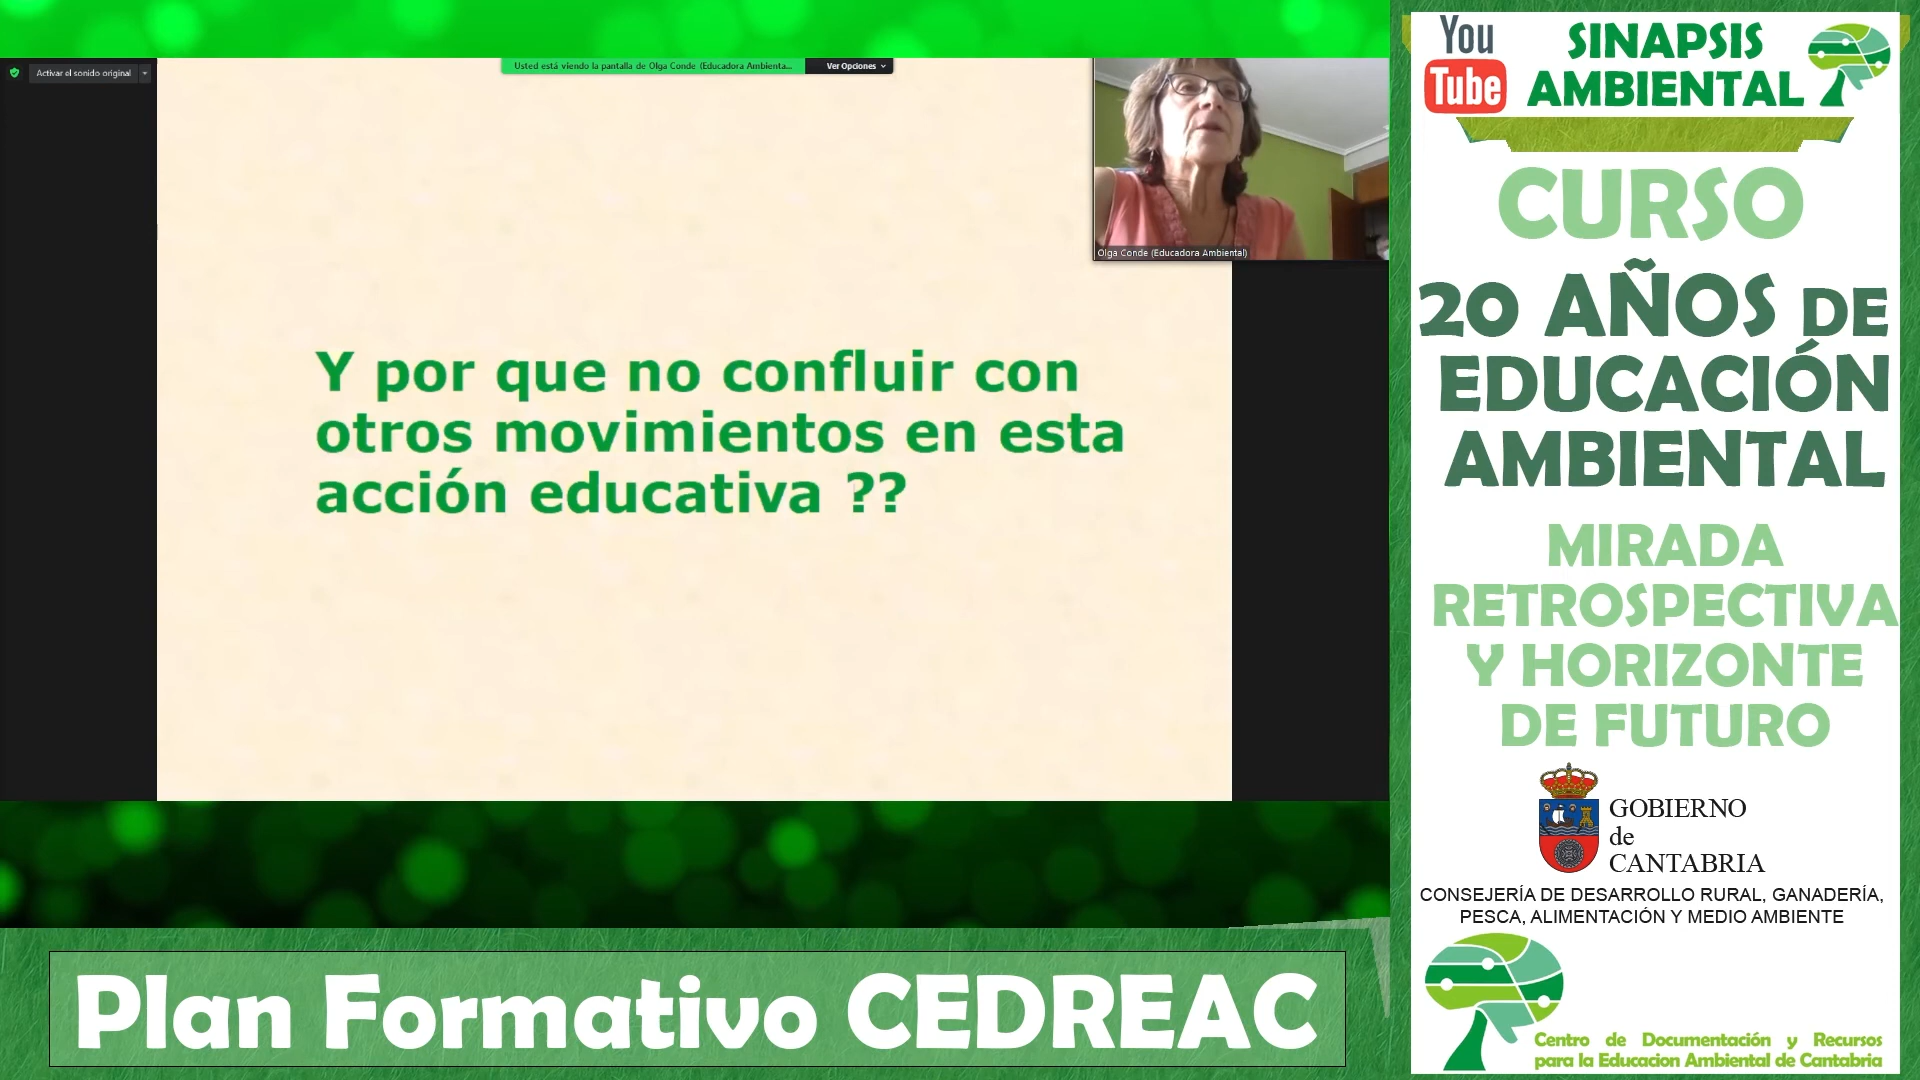 Activar el sonido original
Usted está viendo la pantalla de Olga Conde (Educadora Ambienta...
Ver Opciones
Olga Conde (Educadora Ambiental)
Y por que no confluir con
otros movimientos en esta
acción educativa ??
Plan Formativo CEDREAC
You
Tube
SINAPSIS
AMBIENTAL
CURSO
20 AÑOS DE
EDUCACIÓN
AMBIENTAL
MIRADA
RETROSPECTIVA
Y HORIZONTE
DE FUTURO
GOBIERNO
de
CANTABRIA
CONSEJERÍA DE DESARROLLO RURAL, GANADERÍA,
PESCA, ALIMENTACIÓN Y MEDIO AMBIENTE
Centro de Documentación y Recursos
para la Educacion Ambiental de Cantabria